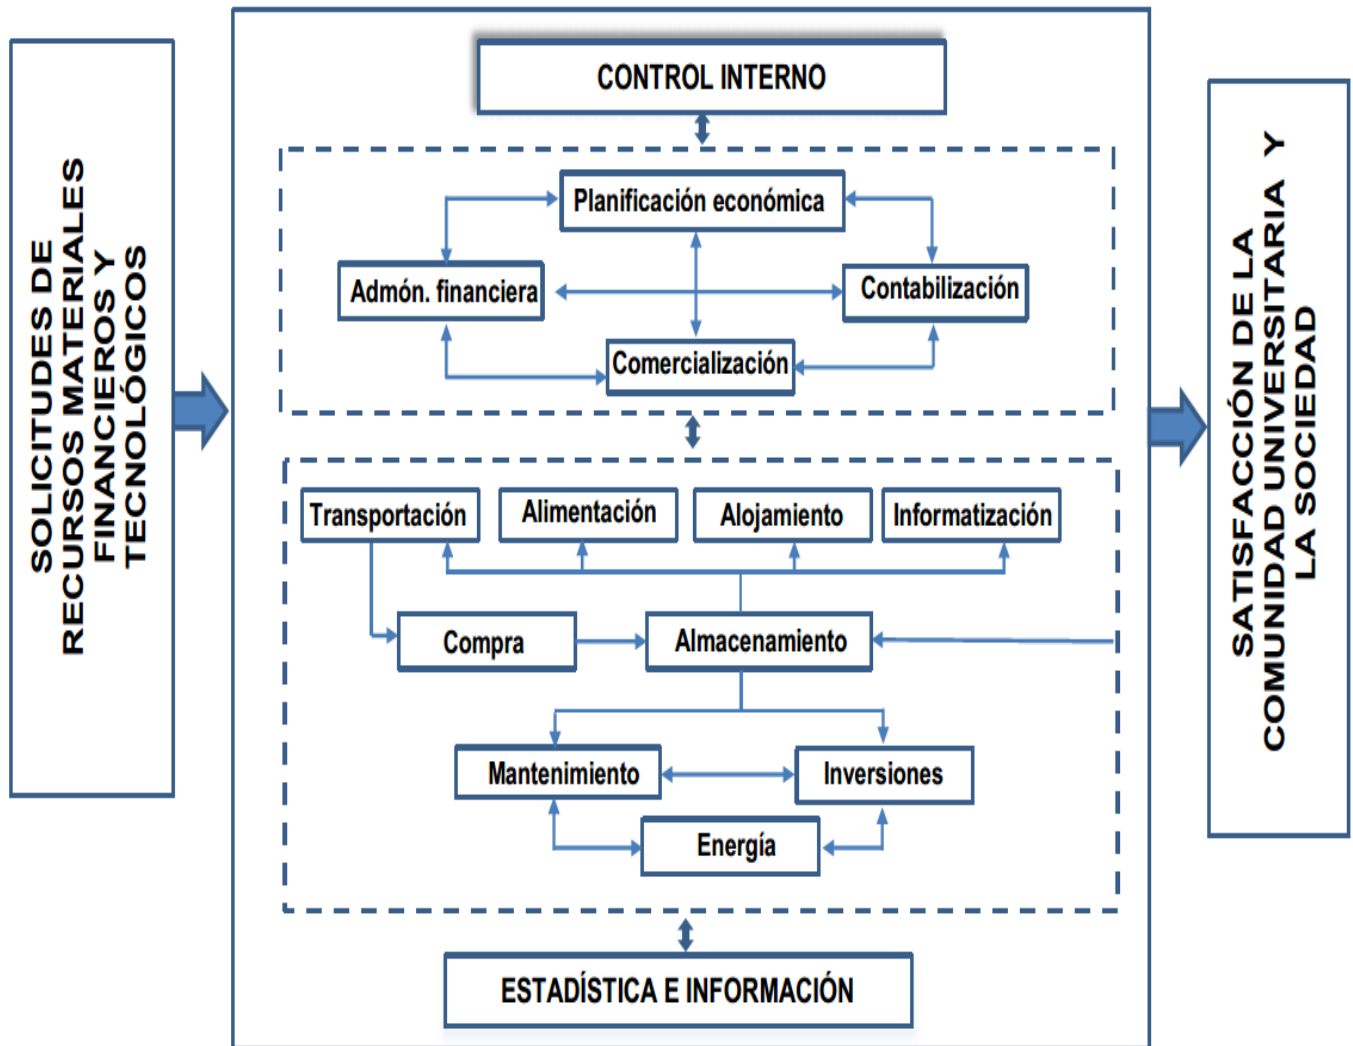 SOLICITUDES DE
RECURSOS MATERIALES
FINANCIEROS Y
TECNOLÓGICOS
CONTROL INTERNO
Planificación económica
Admón. financiera
Contabilización
Comercialización
Transportación
Alimentación
Alojamiento
Informatización
Compra
Almacenamiento
Mantenimiento
Inversiones
Energía
ESTADÍSTICA E INFORMACIÓN
SATISFACCIÓN DE LA
COMUNIDAD UNIVERSITARIA Y
LA SOCIEDAD